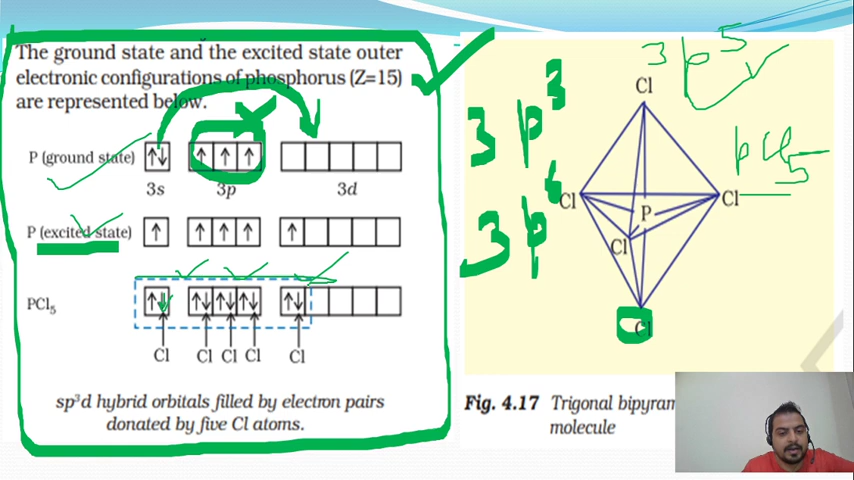 The ground state and the excited state outer
electronic configurations of phosphorus (Z=15)
are represented below.
P (ground state)
3s 3p 3d
P (excited state)
PCl5
Cl Cl Cl Cl Cl
sp³d hybrid orbitals filled by electron pairs
donated by five Cl atoms.
3p³
3p⁶
3p⁵
pcl5
Cl
Cl Cl
P
Cl
Cl
Fig. 4.17 Trigonal
molecule